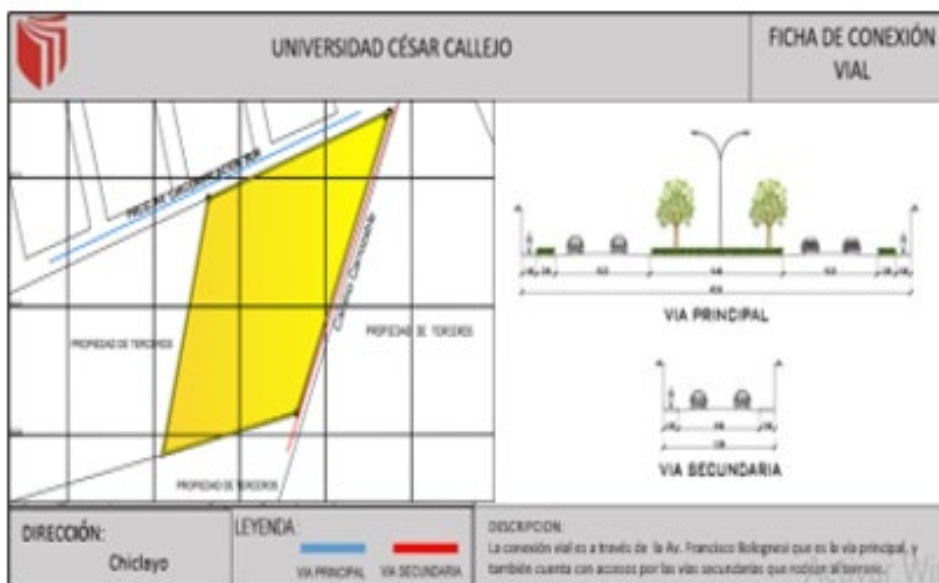 UNIVERSIDAD CÉSAR CALLEJO
FICHA DE CONEXIÓN
VIAL
Camino Carrozable
PROPIEDAD DE TERCEROS
PROPIEDAD DE TERCEROS
PROPIEDAD DE TERCEROS
VIA PRINCIPAL
VIA SECUNDARIA
DIRECCIÓN:
Chiclayo
LEYENDA
VIA PRINCIPAL
VIA SECUNDARIA
DESCRIPCION:
La conexión vial es a través de la Av. Francisco Bolognesi que es la vía principal, y
también cuenta con accesos por las vías secundarias que rodean al terreno.